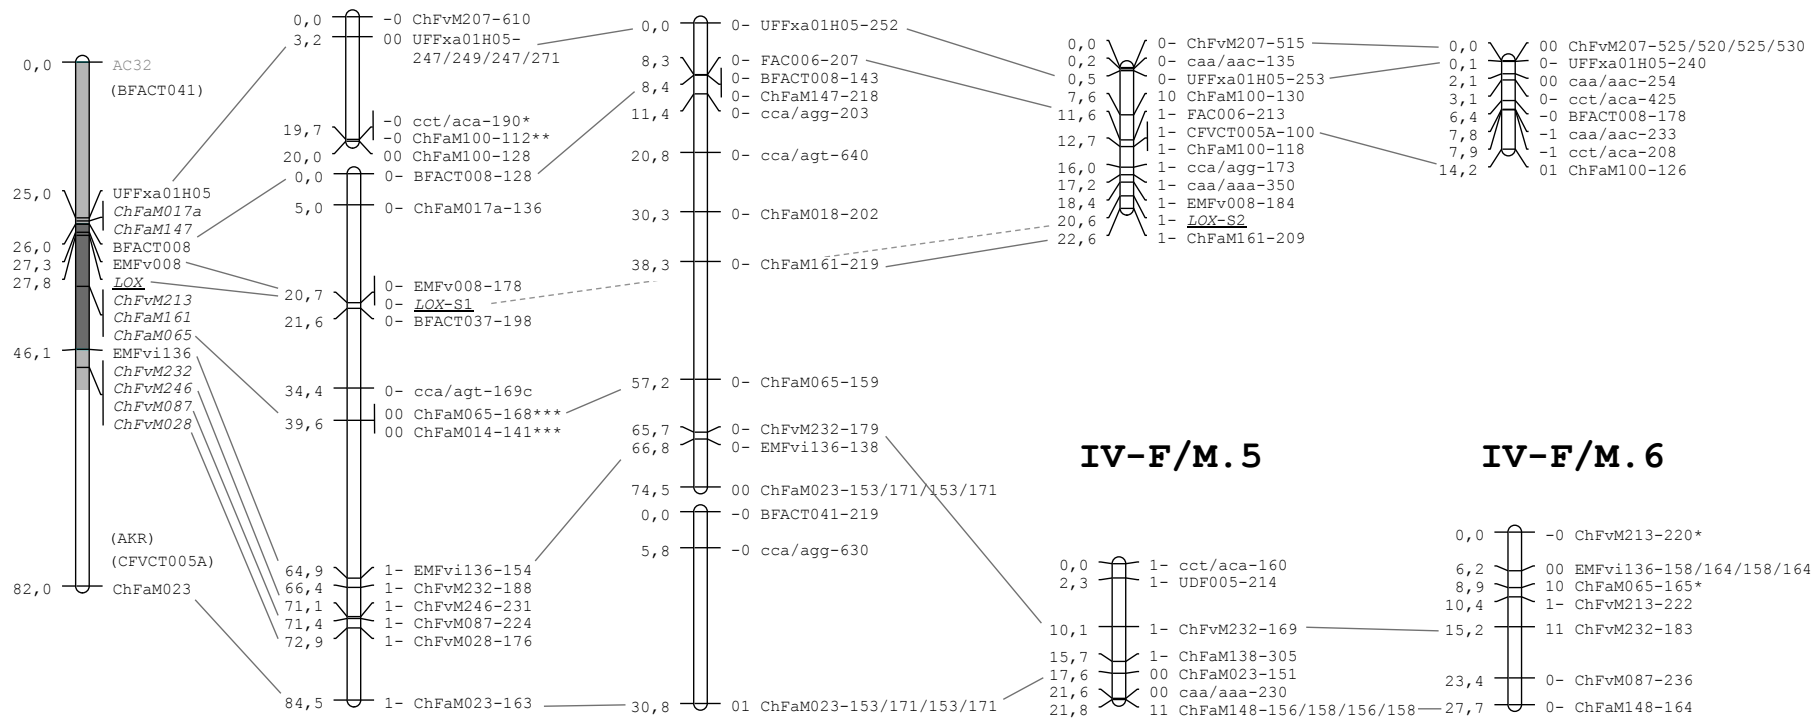 0,0 AC32
(BFACT041)
25,0 UFFxa01H05
ChFaM017a
ChFaM147
26,0 BFACT008
27,3 EMFv008
27,8 LOX
ChFvM213
ChFaM161
ChFaM065
46,1 EMFvi136
ChFvM232
ChFvM246
ChFvM087
ChFvM028
(AKR)
(CFVCT005A)
82,0 ChFaM023
0,0 -0 ChFvM207-610
3,2 00 UFFxa01H05-
247/249/247/271
-0 cct/aca-190*
19,7 -0 ChFaM100-112**
20,0 00 ChFaM100-128
0,0 0- BFACT008-128
5,0 0- ChFaM017a-136
0- EMFv008-178
20,7 0- LOX-S1
21,6 0- BFACT037-198
34,4 0- cca/agt-169c
00 ChFaM065-168***
39,6 00 ChFaM014-141***
64,9 1- EMFvi136-154
66,4 1- ChFvM232-188
71,1 1- ChFvM246-231
71,4 1- ChFvM087-224
72,9 1- ChFvM028-176
84,5 1- ChFaM023-163
0,0 0- UFFxa01H05-252
8,3 0- FAC006-207
8,4 0- BFACT008-143
0- ChFaM147-218
11,4 0- cca/agg-203
20,8 0- cca/agt-640
30,3 0- ChFaM018-202
38,3 0- ChFaM161-219
57,2 0- ChFaM065-159
65,7 0- ChFvM232-179
66,8 0- EMFvi136-138
74,5 00 ChFaM023-153/171/153/171
0,0 -0 BFACT041-219
5,8 -0 cca/agg-630
30,8 01 ChFaM023-153/171/153/171
0,0 0- ChFvM207-515
0,2 0- caa/aac-135
0,5 0- UFFxa01H05-253
7,6 10 ChFaM100-130
11,6 1- FAC006-213
12,7 1- CFVCT005A-100
1- ChFaM100-118
16,0 1- cca/agg-173
17,2 1- caa/aaa-350
18,4 1- EMFv008-184
20,6 1- LOX-S2
22,6 1- ChFaM161-209
IV-F/M.5
0,0 1- cct/aca-160
2,3 1- UDF005-214
10,1 1- ChFvM232-169
15,7 1- ChFaM138-305
17,6 00 ChFaM023-151
21,6 00 caa/aaa-230
21,8 11 ChFaM148-156/158/156/158
0,0 00 ChFvM207-525/520/525/530
0,1 0- UFFxa01H05-240
2,1 00 caa/aac-254
3,1 0- cct/aca-425
6,4 -0 BFACT008-178
7,8 -1 caa/aac-233
7,9 -1 cct/aca-208
14,2 01 ChFaM100-126
IV-F/M.6
0,0 -0 ChFvM213-220*
6,2 00 EMFvi136-158/164/158/164
8,9 10 ChFaM065-165*
10,4 1- ChFvM213-222
15,2 11 ChFvM232-183
23,4 0- ChFvM087-236
27,7 0- ChFaM148-164